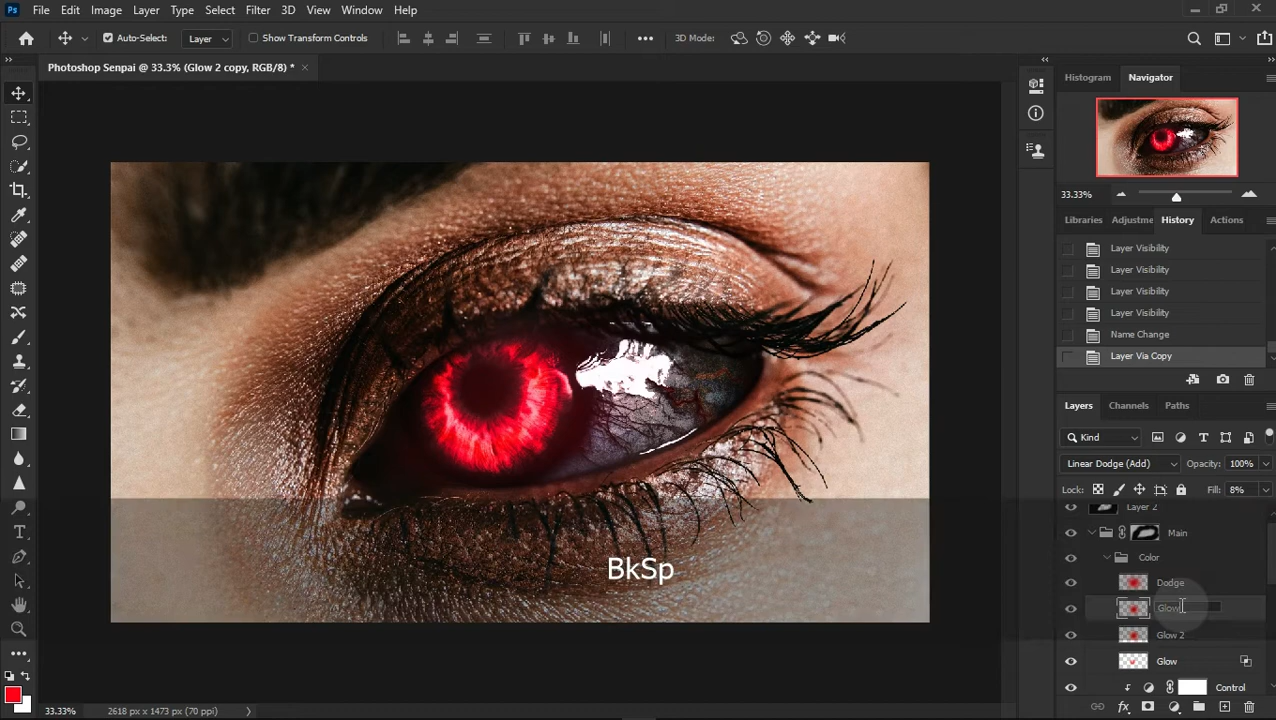 Ps File Edit Image Layer Type Select Filter 3D View Window Help
Auto-Select: Layer Show Transform Controls 3D Mode:
Photoshop Senpai @ 33.3% (Glow 2 copy, RGB/8) *
Histogram Navigator
33.33%
Libraries Adjustme History Actions
Layer Visibility
Layer Visibility
Layer Visibility
Layer Visibility
Name Change
Layer Via Copy
Layers Channels Paths
Kind
Linear Dodge (Add) Opacity: 100%
Lock: Fill: 8%
Layer 2
Main
Color
Dodge
Glow
Glow 2
Glow
Control
BkSp
33.33% 2618 px x 1473 px (70 ppi)